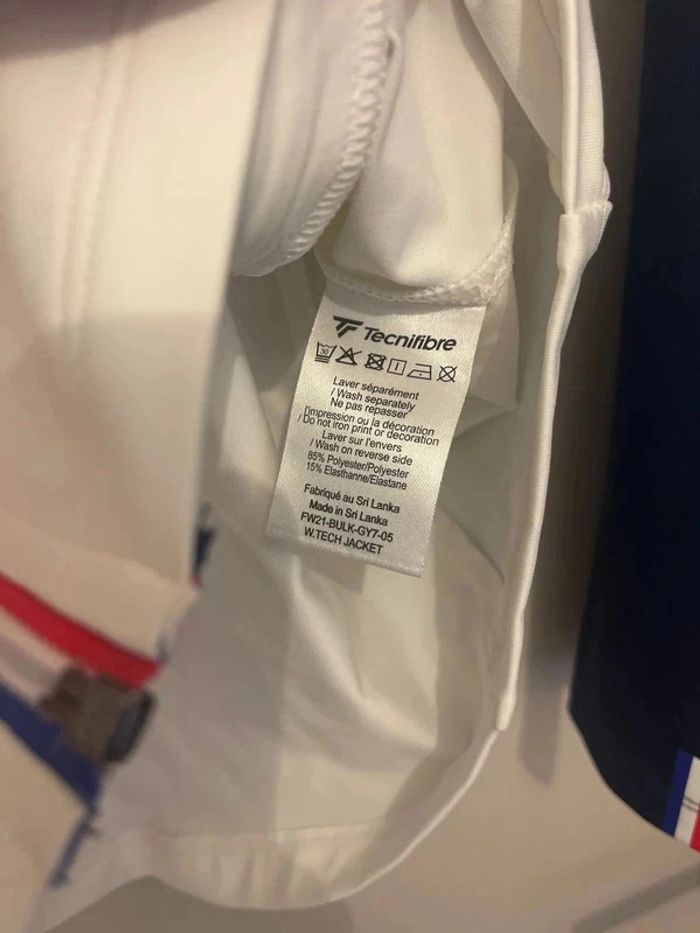 Tecnifibre
30
Laver séparément
/ Wash separately
Ne pas repasser
l'impression ou la décoration
/ Do not iron print or decoration
Laver sur l'envers
/ Wash on reverse side
85% Polyester/Polyester
15% Elasthanne/Elastane
Fabriqué au Sri Lanka
Made in Sri Lanka
FW21-BULK-GY7-05
W.TECH JACKET